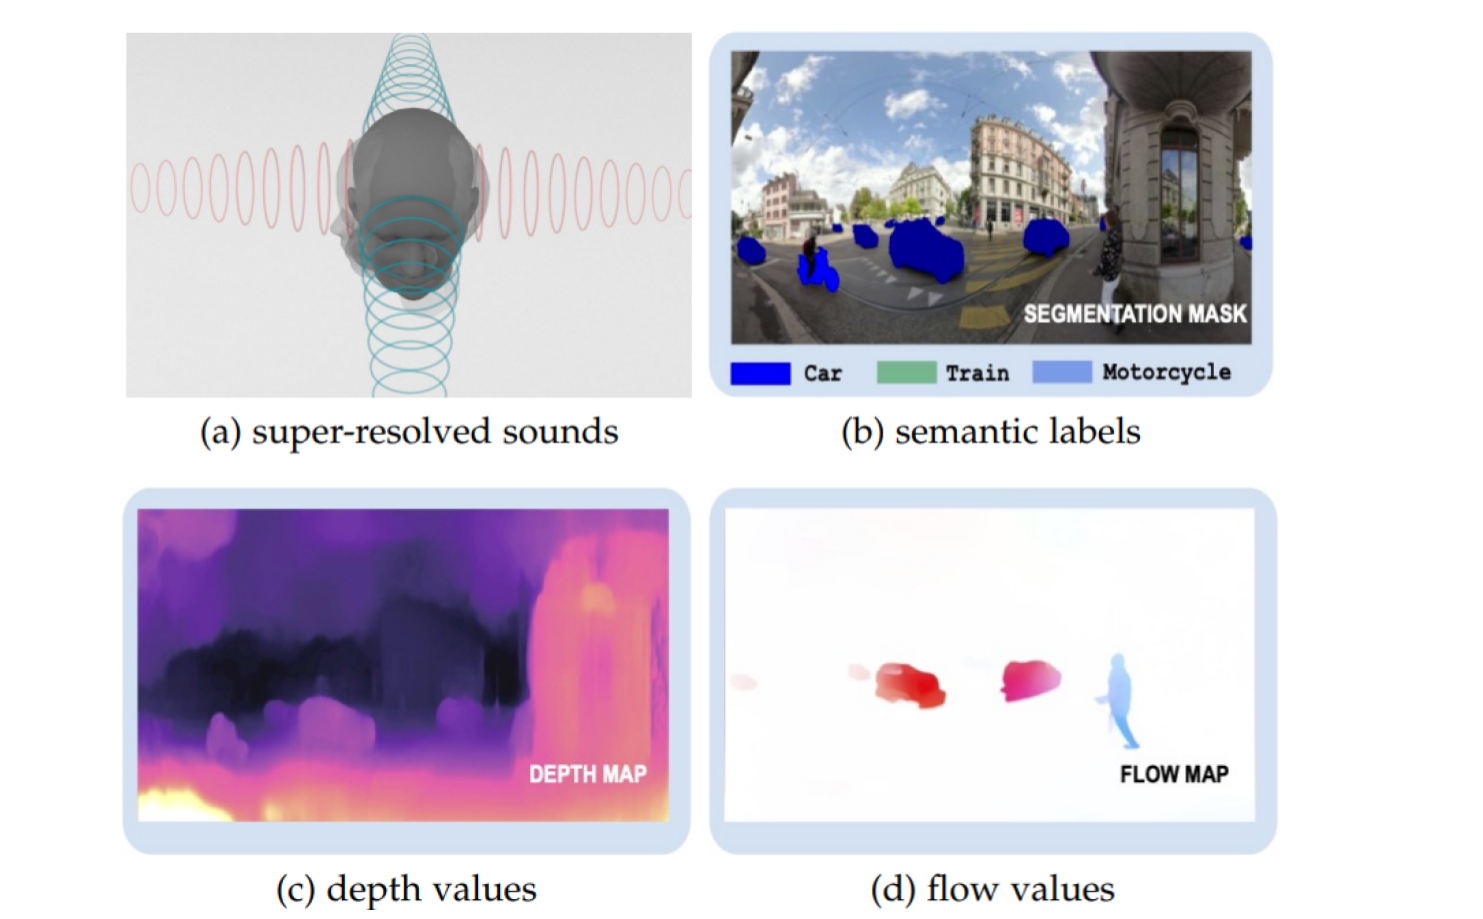 (a) super-resolved sounds
SEGMENTATION MASK
Car Train Motorcycle
(b) semantic labels
DEPTH MAP
(c) depth values
FLOW MAP
(d) flow values